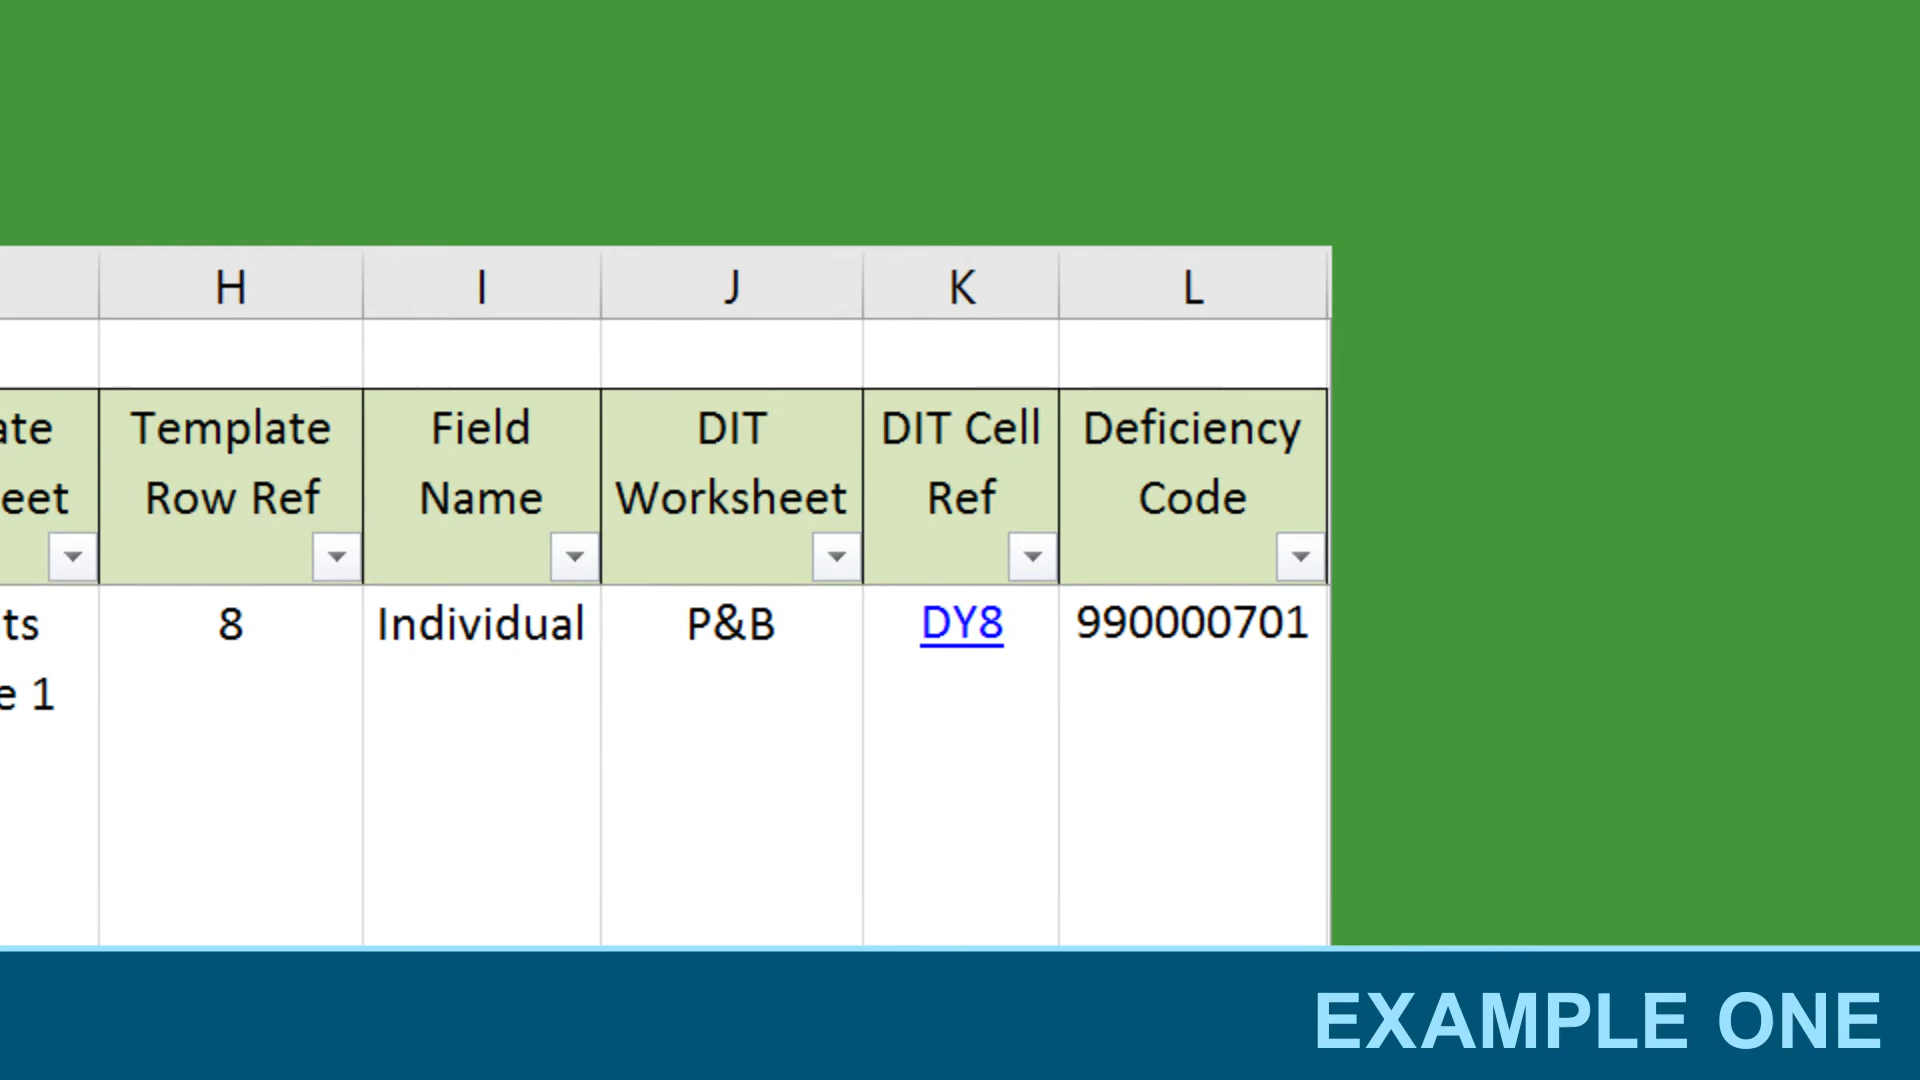 H I J K L
ate Template Field DIT DIT Cell Deficiency
eet Row Ref Name Worksheet Ref Code
ts 8 Individual P&B DY8 990000701
e 1
EXAMPLE ONE